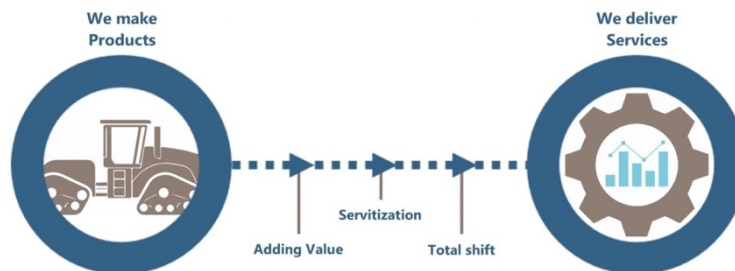 We make
Products
We deliver
Services
Servitization
Adding Value
Total shift